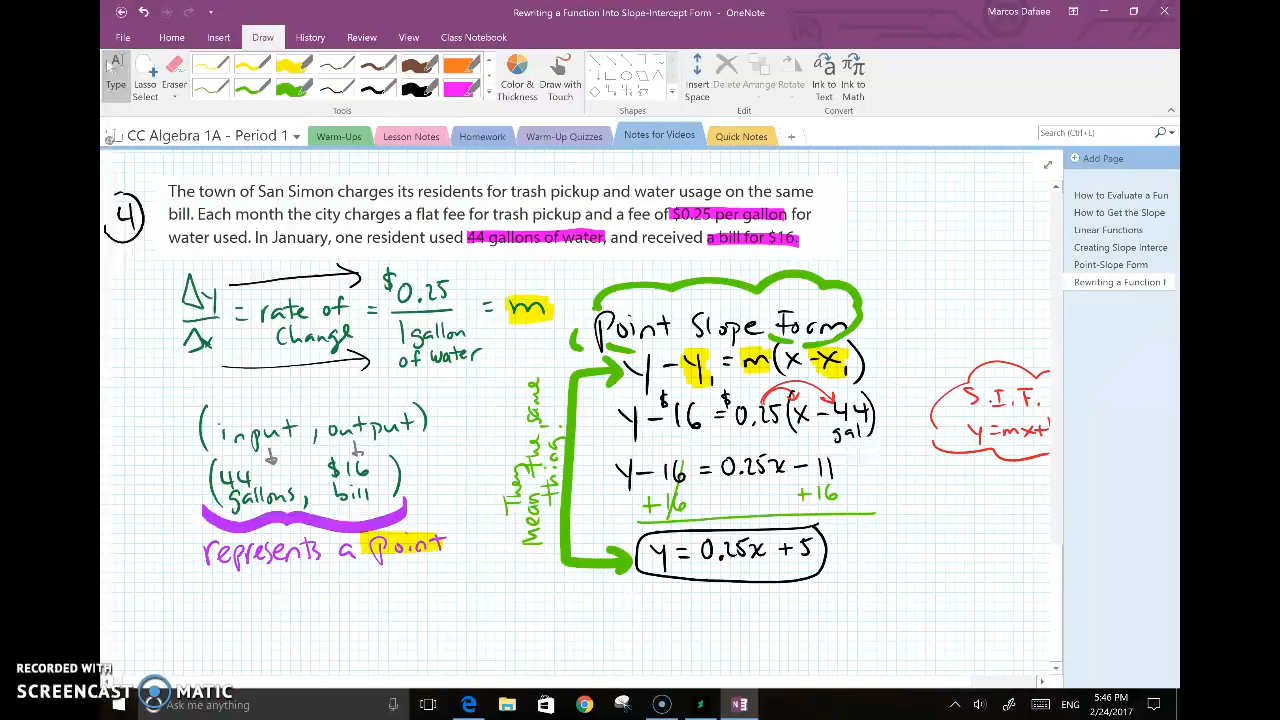 Rewriting a Function Into Slope-Intercept Form - OneNote
Marcos Dafaee
File Home Insert Draw History Review View Class Notebook
Type
Lasso Select
Eraser
Color & Thickness
Draw with Touch
Insert Space
Delete
Arrange
Rotate
Ink to Text
Ink to Math
Tools
Shapes
Edit
Convert
CC Algebra 1A - Period 1
Warm-Ups Lesson Notes Homework Warm-Up Quizzes Notes for Videos Quick Notes +
Search (Ctrl+E)
Add Page
How to Evaluate a Fun
How to Get the Slope
Linear Functions
Creating Slope Interce
Point-Slope Form
Rewriting a Function I
4
The town of San Simon charges its residents for trash pickup and water usage on the same
bill. Each month the city charges a flat fee for trash pickup and a fee of $0.25 per gallon for
water used. In January, one resident used 44 gallons of water, and received a bill for $16.
Δy/Δx = rate of change = $0.25 / 1 gallon of water = m
(input, output)
(44 gallons, $16 bill)
represents a point
Point Slope Form
y - y₁ = m(x - x₁)
y - $16 = $0.25(x - 44 gal)
y - 16 = 0.25x - 11
+16 +16
y = 0.25x + 5
They mean the same thing.
S.I.F.
y = mx+
RECORDED WITH
SCREENCAST MATIC
Ask me anything
ENG
5:46 PM
2/24/2017